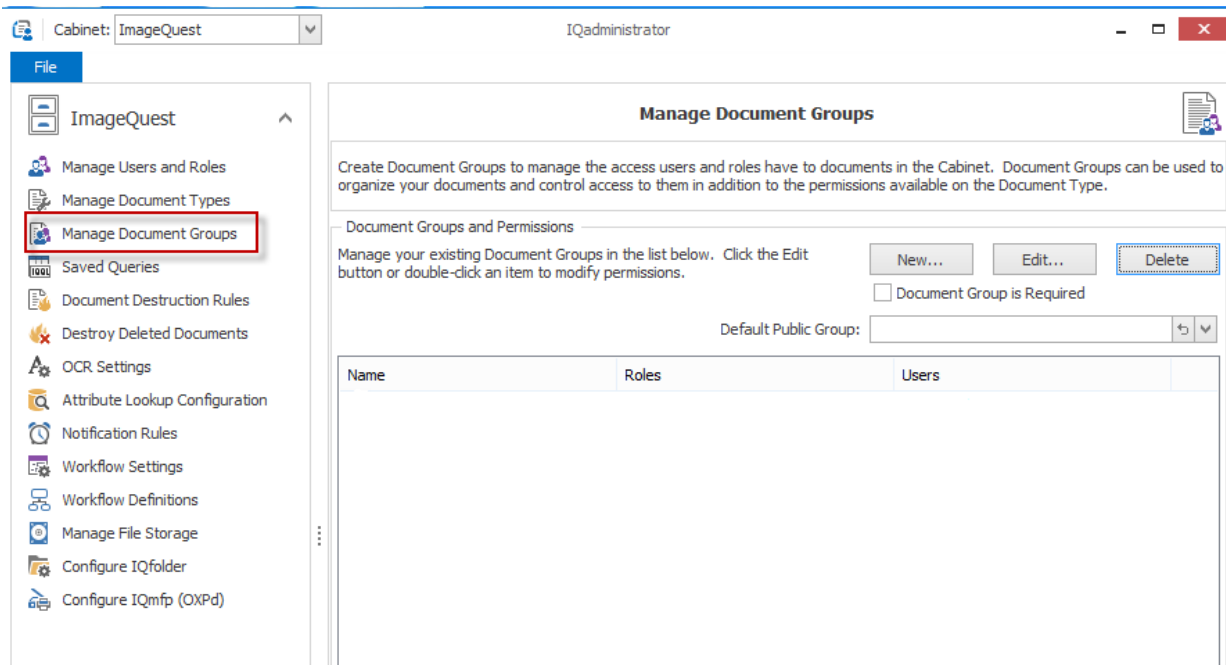 Cabinet: ImageQuest IQadministrator
File
ImageQuest
Manage Users and Roles
Manage Document Types
Manage Document Groups
Saved Queries
Document Destruction Rules
Destroy Deleted Documents
OCR Settings
Attribute Lookup Configuration
Notification Rules
Workflow Settings
Workflow Definitions
Manage File Storage
Configure IQfolder
Configure IQmfp (OXPd)
Manage Document Groups
Create Document Groups to manage the access users and roles have to documents in the Cabinet.  Document Groups can be used to
organize your documents and control access to them in addition to the permissions available on the Document Type.
Document Groups and Permissions
Manage your existing Document Groups in the list below.  Click the Edit
button or double-click an item to modify permissions.
New... Edit... Delete
Document Group is Required
Default Public Group:
Name Roles Users